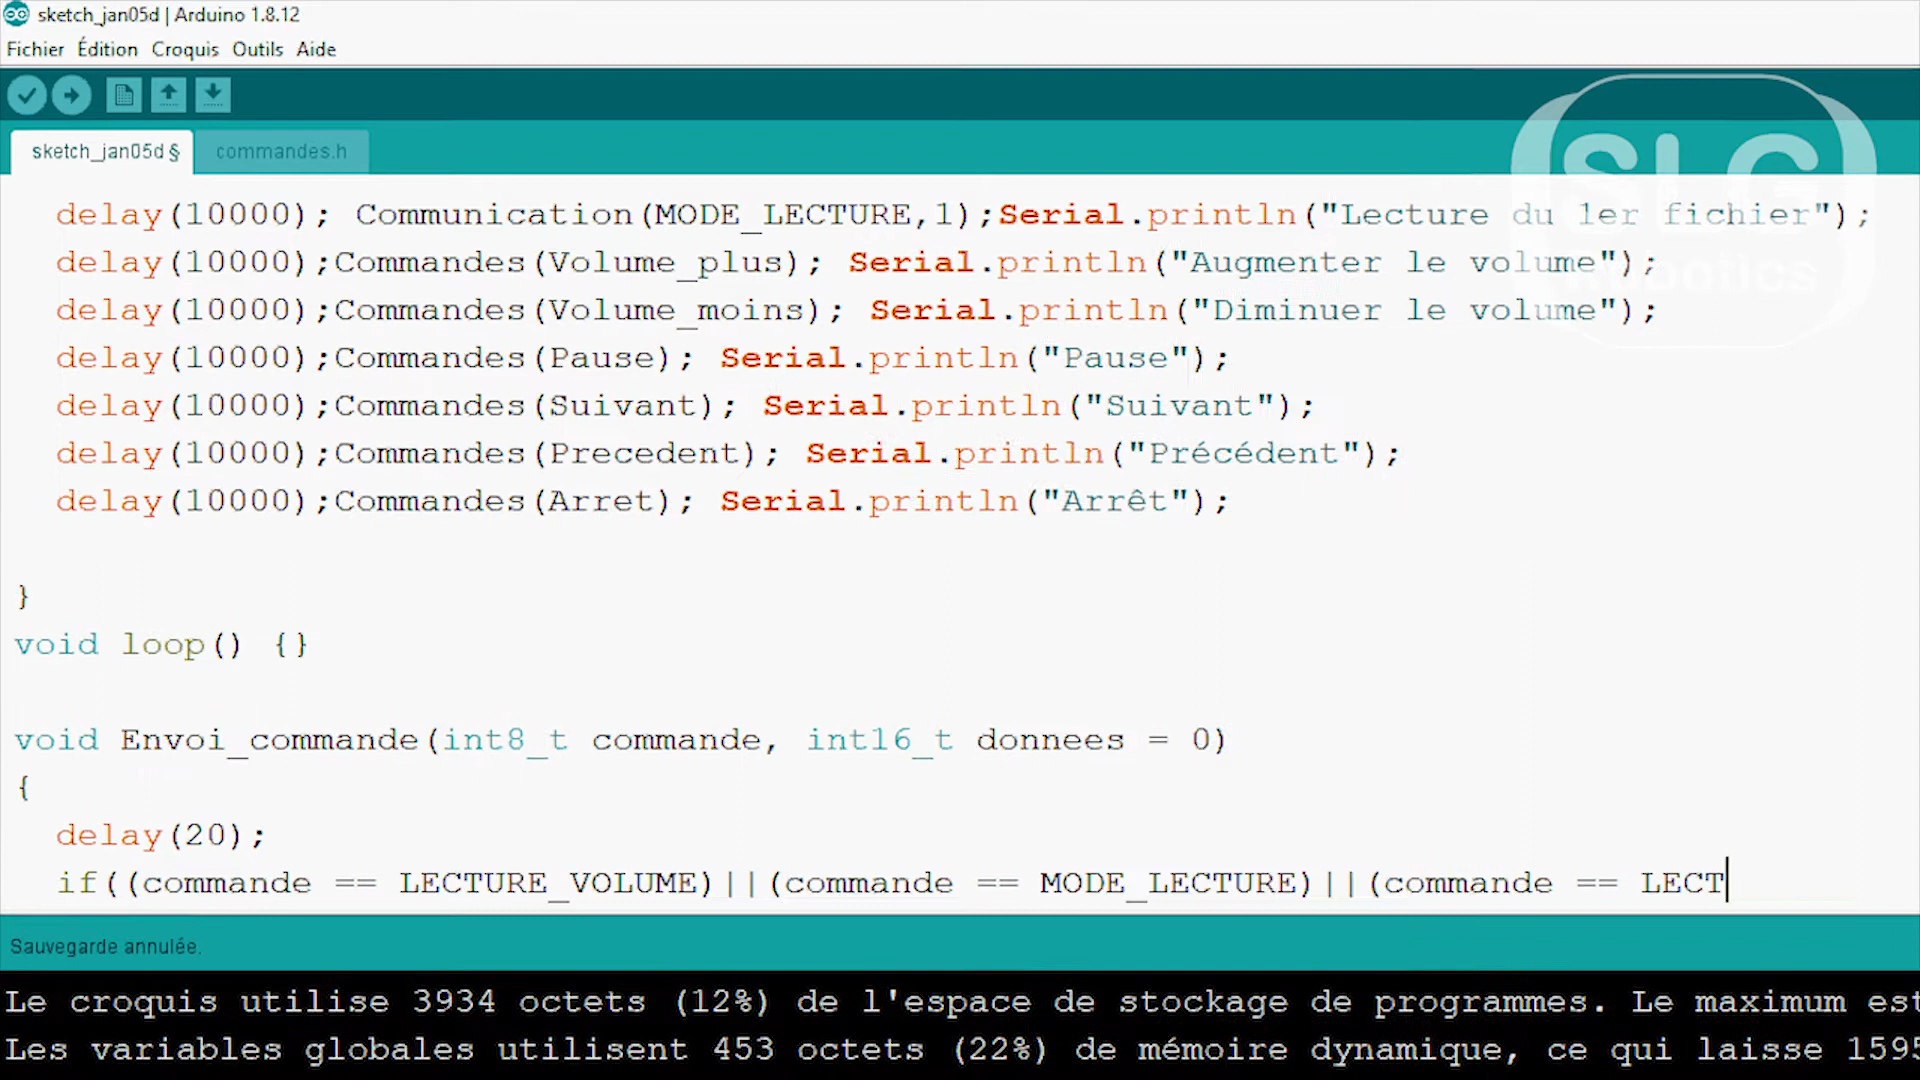 sketch_jan05d | Arduino 1.8.12
Fichier Édition Croquis Outils Aide
SLG
Robotics
sketch_jan05d § commandes.h
delay(10000); Communication(MODE_LECTURE,1);Serial.println("Lecture du 1er fichier");
delay(10000);Commandes(Volume_plus); Serial.println("Augmenter le volume");
delay(10000);Commandes(Volume_moins); Serial.println("Diminuer le volume");
delay(10000);Commandes(Pause); Serial.println("Pause");
delay(10000);Commandes(Suivant); Serial.println("Suivant");
delay(10000);Commandes(Precedent); Serial.println("Précédent");
delay(10000);Commandes(Arret); Serial.println("Arrêt");
}
void loop() {}
void Envoi_commande(int8_t commande, int16_t donnees = 0)
{
delay(20);
if((commande == LECTURE_VOLUME)||(commande == MODE_LECTURE)||(commande == LECT
Sauvegarde annulée.
Le croquis utilise 3934 octets (12%) de l'espace de stockage de programmes. Le maximum est
Les variables globales utilisent 453 octets (22%) de mémoire dynamique, ce qui laisse 1595